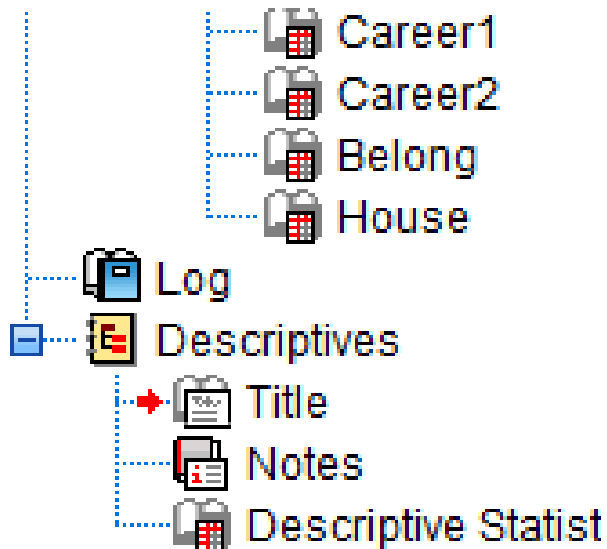 Career1
Career2
Belong
House
Log
Descriptives
Title
Notes
Descriptive Statist